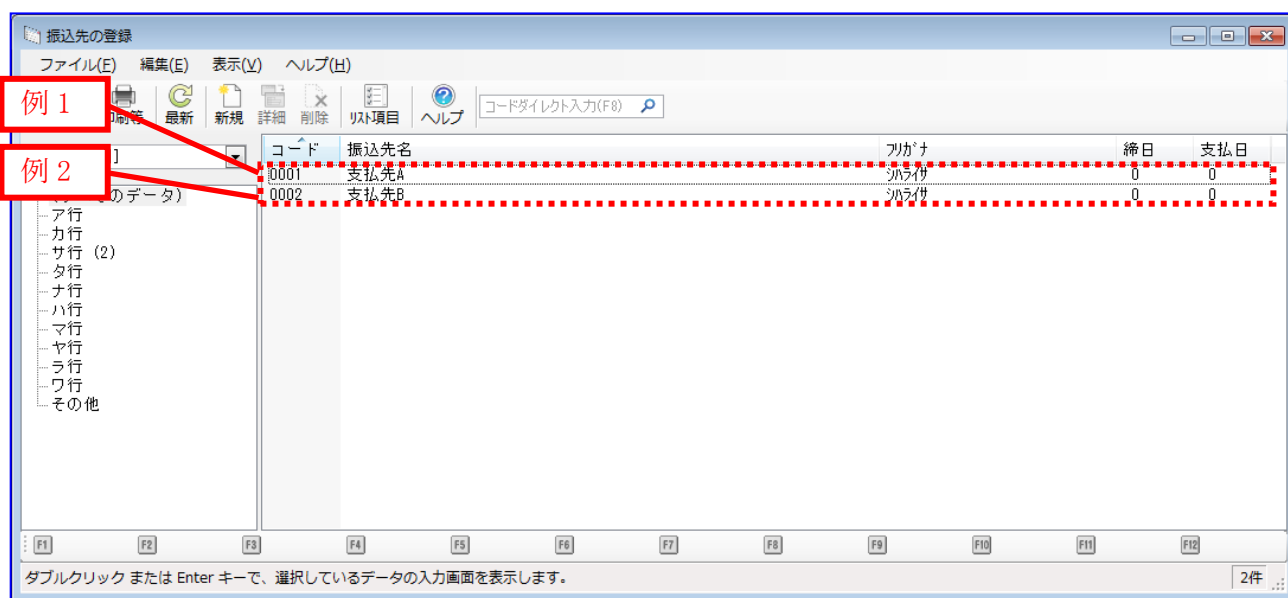 振込先の登録
ファイル(F) 編集(E) 表示(V) ヘルプ(H)
例1
印刷等 最新 新規 詳細 削除 リスト項目 ヘルプ コードダイレクト入力(F8)
例2
]
コード 振込先名 フリガナ 締日 支払日
0001 支払先A シハライサ 0 0
0002 支払先B シハライサ 0 0
のデータ)
ア行
カ行
サ行 (2)
タ行
ナ行
ハ行
マ行
ヤ行
ラ行
ワ行
その他
F1 F2 F3 F4 F5 F6 F7 F8 F9 F10 F11 F12
ダブルクリック または Enter キーで、選択しているデータの入力画面を表示します。 2件